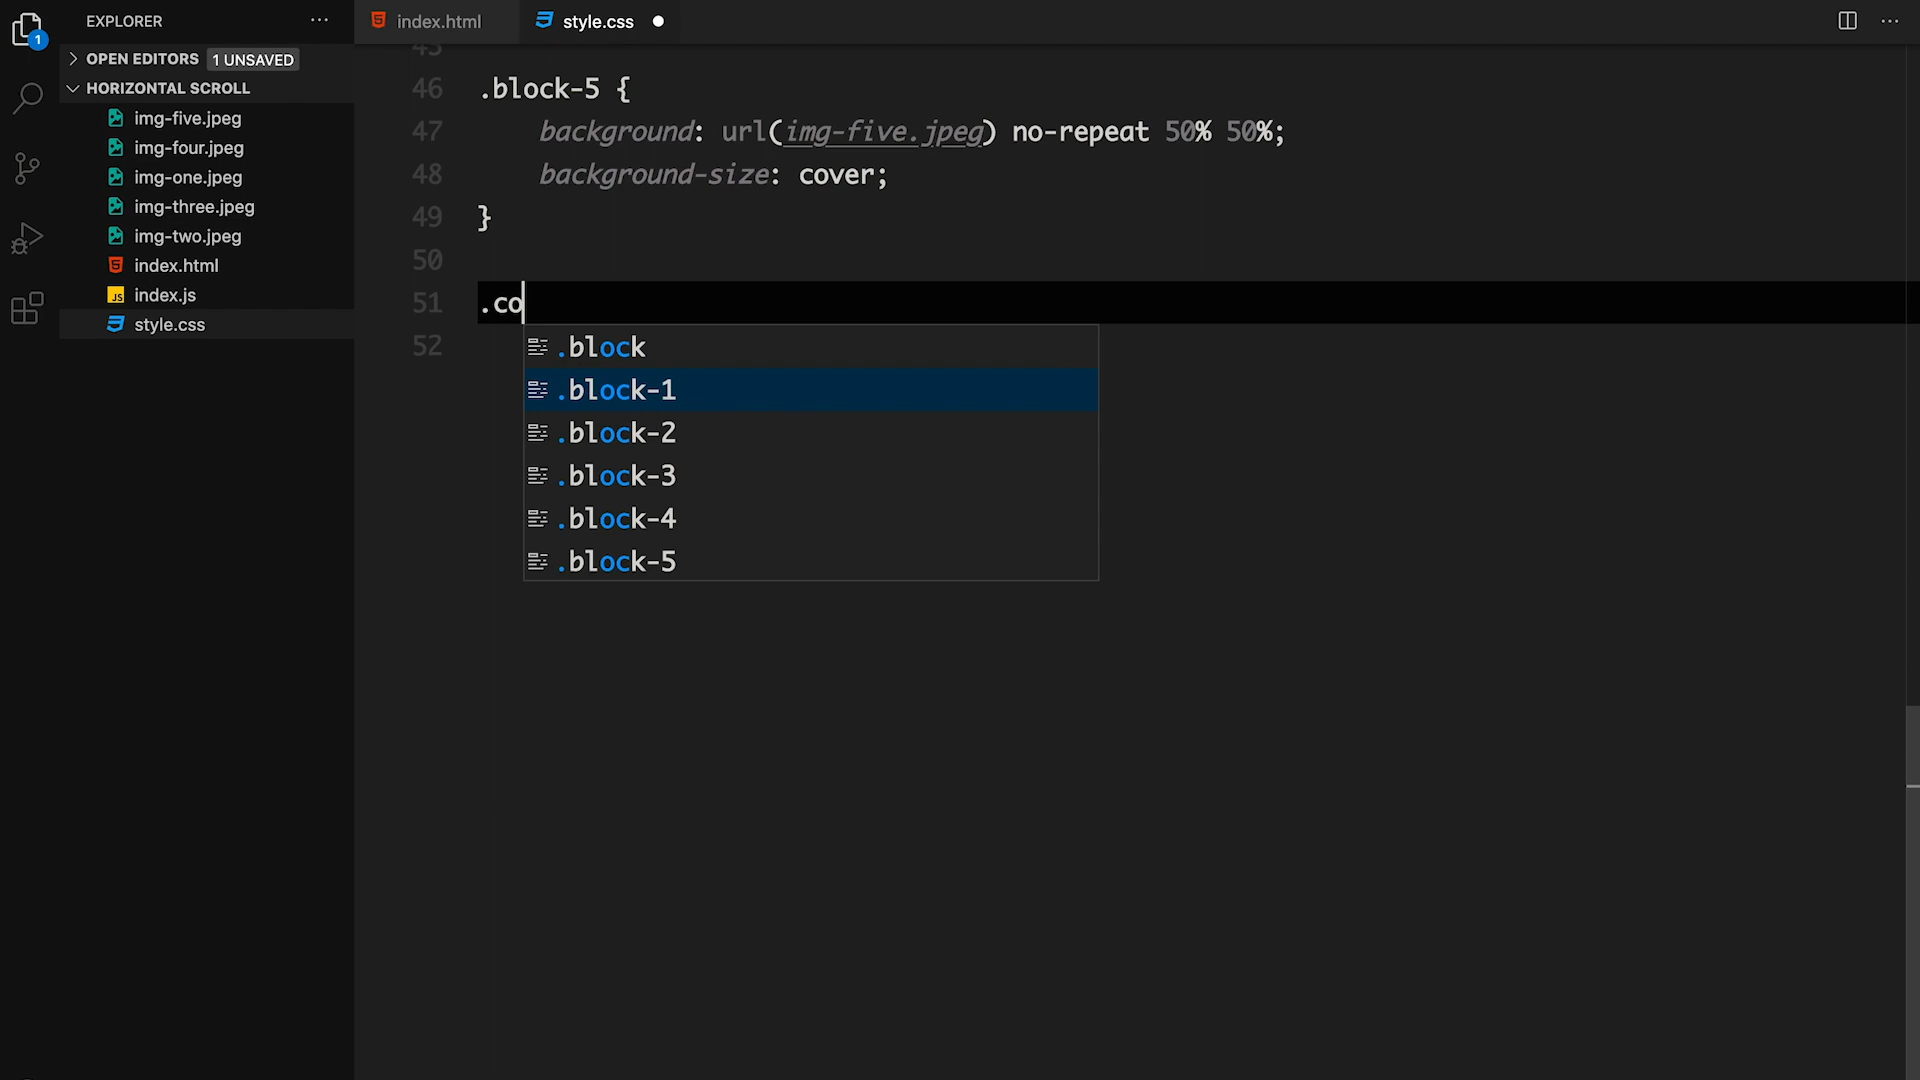 EXPLORER
index.html
style.css
1
OPEN EDITORS 1 UNSAVED
HORIZONTAL SCROLL
img-five.jpeg
img-four.jpeg
img-one.jpeg
img-three.jpeg
img-two.jpeg
index.html
JS index.js
style.css
45
46 .block-5 {
47 background: url(img-five.jpeg) no-repeat 50% 50%;
48 background-size: cover;
49 }
50
51 .co
52
.block
.block-1
.block-2
.block-3
.block-4
.block-5